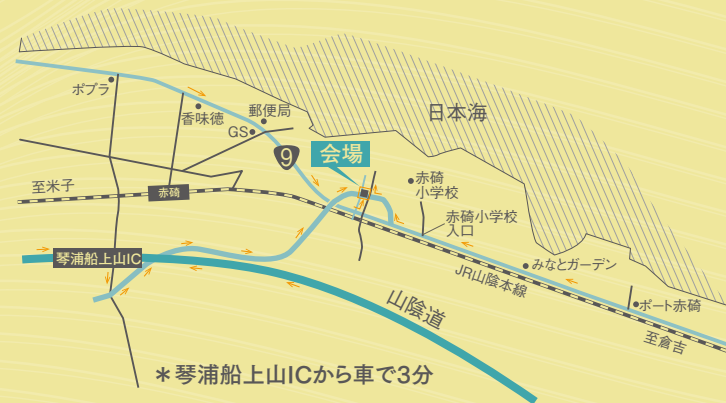 ポプラ
香味徳
郵便局
GS
9
会場
日本海
赤碕
小学校
至米子
赤碕
赤碕小学校
入口
琴浦船上山IC
みなとガーデン
JR山陰本線
ポート赤碕
山陰道
至倉吉
＊琴浦船上山ICから車で3分